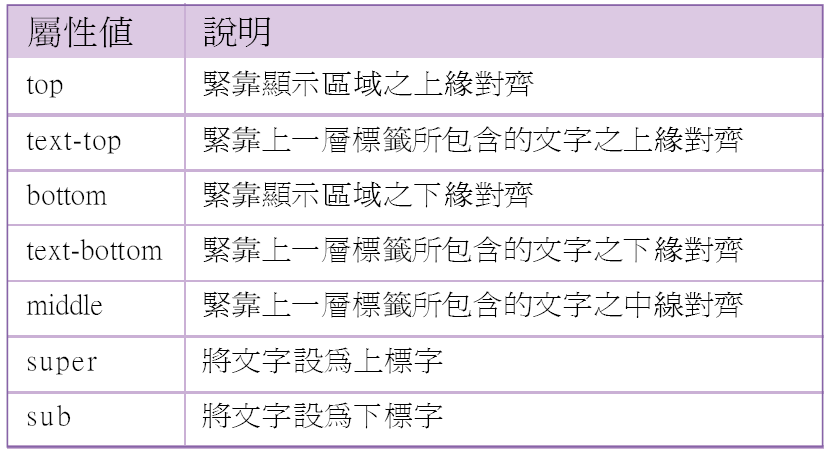 屬性值 說明
top 緊靠顯示區域之上緣對齊
text-top 緊靠上一層標籤所包含的文字之上緣對齊
bottom 緊靠顯示區域之下緣對齊
text-bottom 緊靠上一層標籤所包含的文字之下緣對齊
middle 緊靠上一層標籤所包含的文字之中線對齊
super 將文字設為上標字
sub 將文字設為下標字